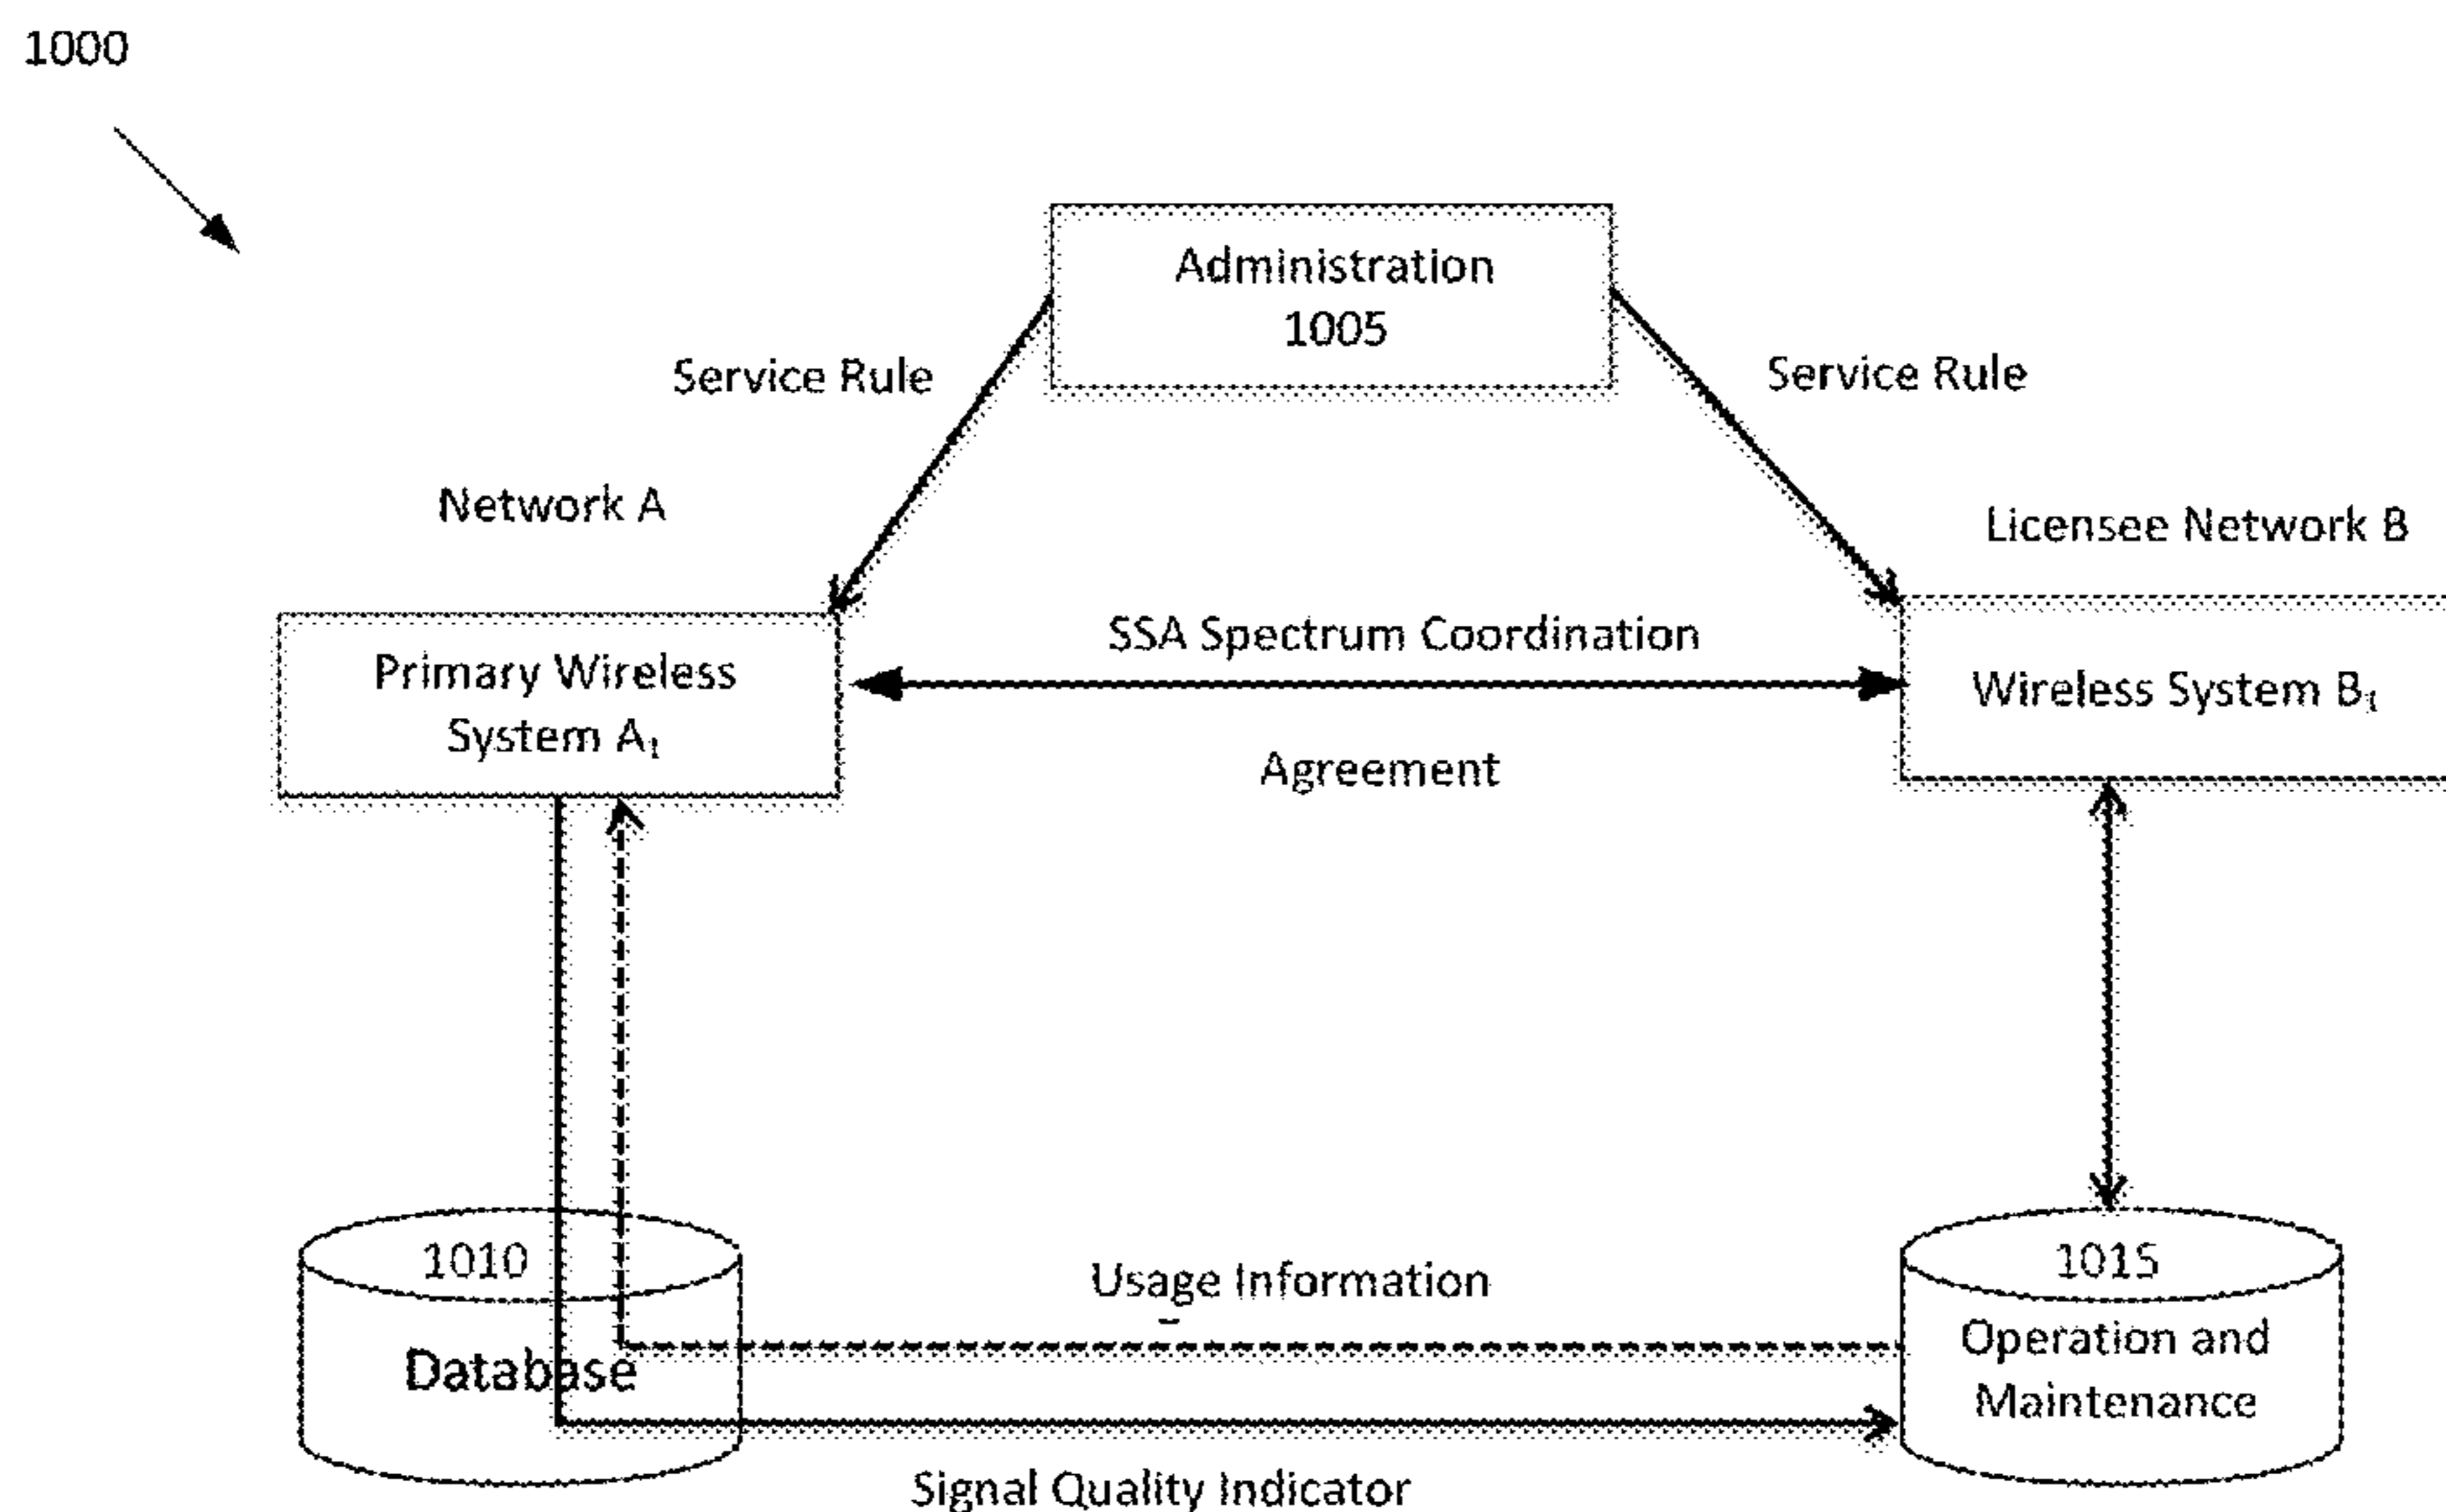 1000
Administration
1005
Service Rule
Service Rule
Network A
Licensee Network B
SSA Spectrum Coordination
Primary Wireless
System A₁
Wireless System B₁
Agreement
1010
1015
Usage Information
Operation and
Database
Maintenance
Signal Quality Indicator